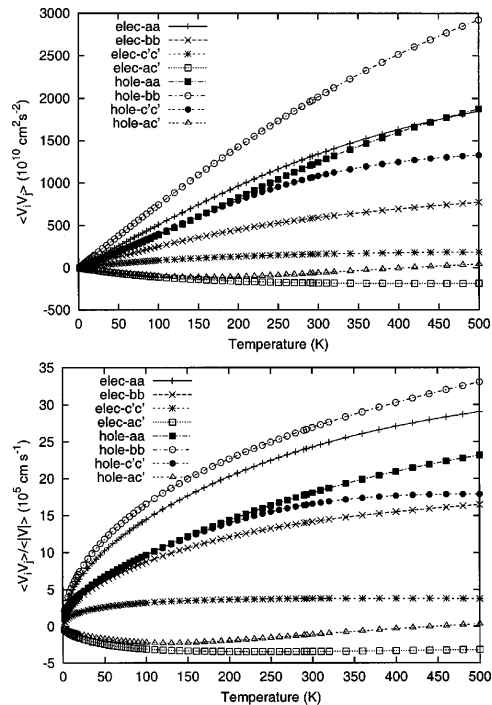 3000
2500
2000
1500
1000
500
0
-500
<ViVj> (10^10 cm^2s^-2)
elec-aa
elec-bb
elec-c'c'
elec-ac'
hole-aa
hole-bb
hole-c'c'
hole-ac'
0 50 100 150 200 250 300 350 400 450 500
Temperature (K)
35
30
25
20
15
10
5
0
-5
<ViVj>/<|V|> (10^5 cm s^-1)
elec-aa
elec-bb
elec-c'c'
elec-ac'
hole-aa
hole-bb
hole-c'c'
hole-ac'
0 50 100 150 200 250 300 350 400 450 500
Temperature (K)